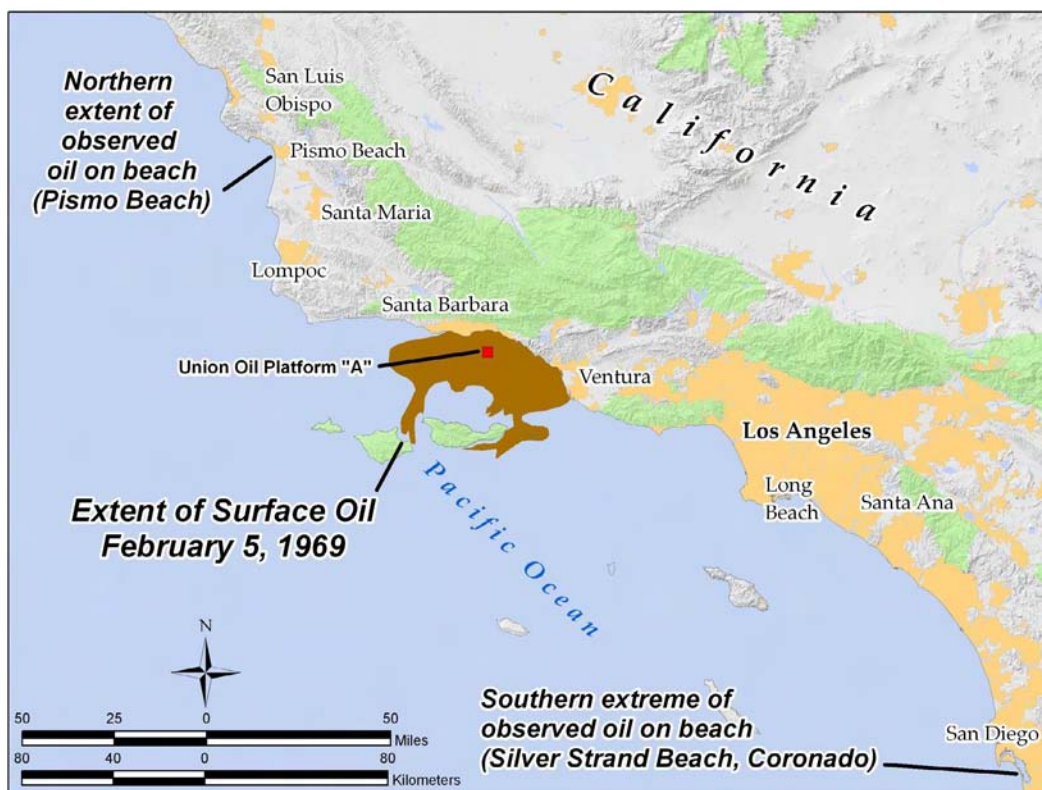 Northern
extent of
observed
oil on beach
(Pismo Beach)
San Luis
Obispo
Pismo Beach
Santa Maria
Lompoc
Santa Barbara
California
Union Oil Platform "A"
Ventura
Los Angeles
Long
Beach
Santa Ana
Extent of Surface Oil
February 5, 1969
Pacific Ocean
N
50 25 0 50
Miles
80 40 0 80
Kilometers
Southern extreme of
observed oil on beach
(Silver Strand Beach, Coronado)
San Diego